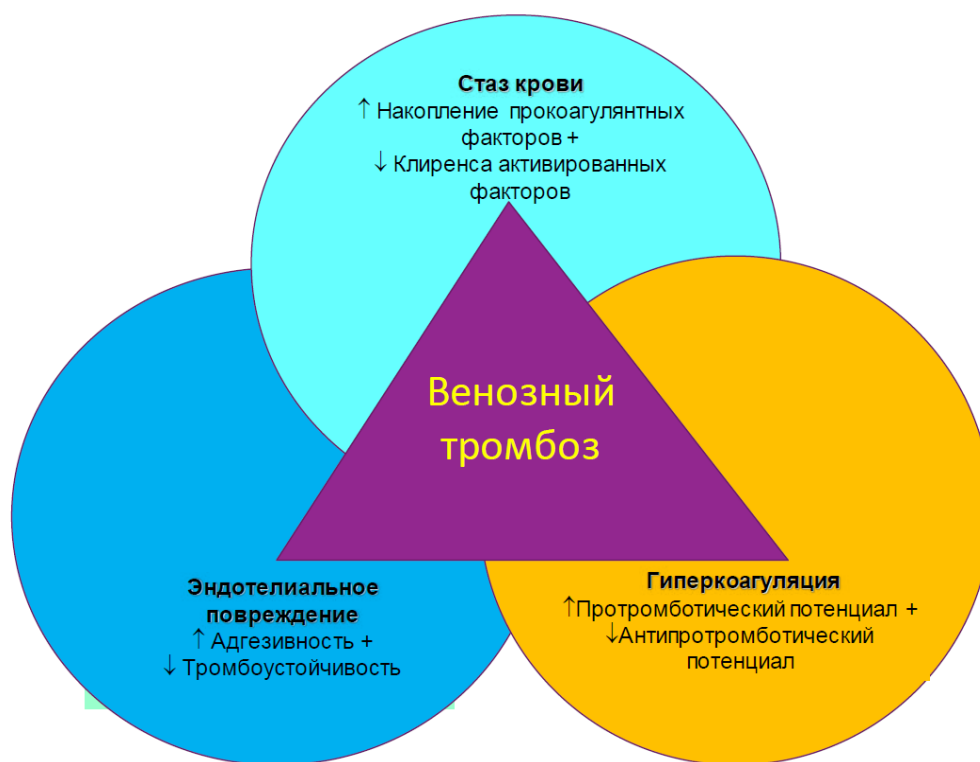 Стаз крови
↑ Накопление прокоагулянтных
факторов +
↓ Клиренса активированных
факторов
Венозный
тромбоз
Эндотелиальное
повреждение
↑ Адгезивность +
↓ Тромбоустойчивость
Гиперкоагуляция
↑Протромботический потенциал +
↓Антипротромботический
потенциал